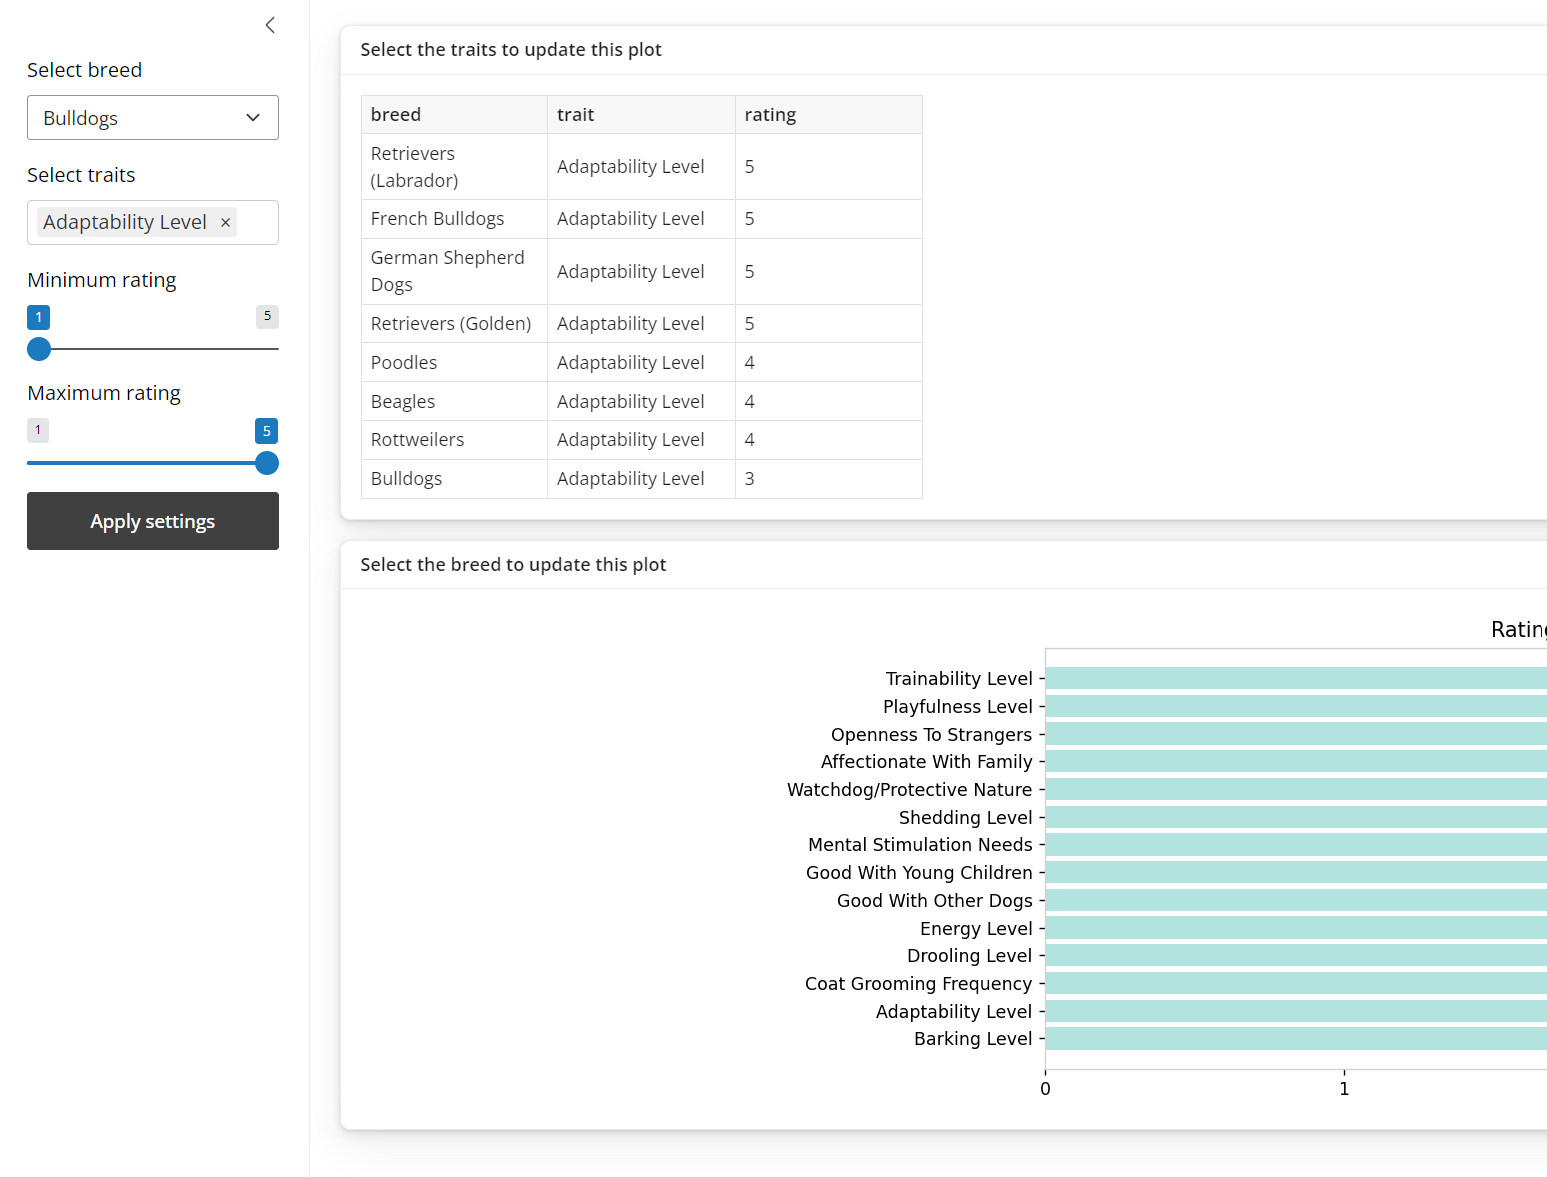 Select breed
Bulldogs
Select traits
Adaptability Level ×
Minimum rating
1 5
Maximum rating
1 5
Apply settings
Select the traits to update this plot
breed trait rating
Retrievers
(Labrador) Adaptability Level 5
French Bulldogs Adaptability Level 5
German Shepherd
Dogs Adaptability Level 5
Retrievers (Golden) Adaptability Level 5
Poodles Adaptability Level 4
Beagles Adaptability Level 4
Rottweilers Adaptability Level 4
Bulldogs Adaptability Level 3
Select the breed to update this plot
Rating
Trainability Level
Playfulness Level
Openness To Strangers
Affectionate With Family
Watchdog/Protective Nature
Shedding Level
Mental Stimulation Needs
Good With Young Children
Good With Other Dogs
Energy Level
Drooling Level
Coat Grooming Frequency
Adaptability Level
Barking Level
0 1